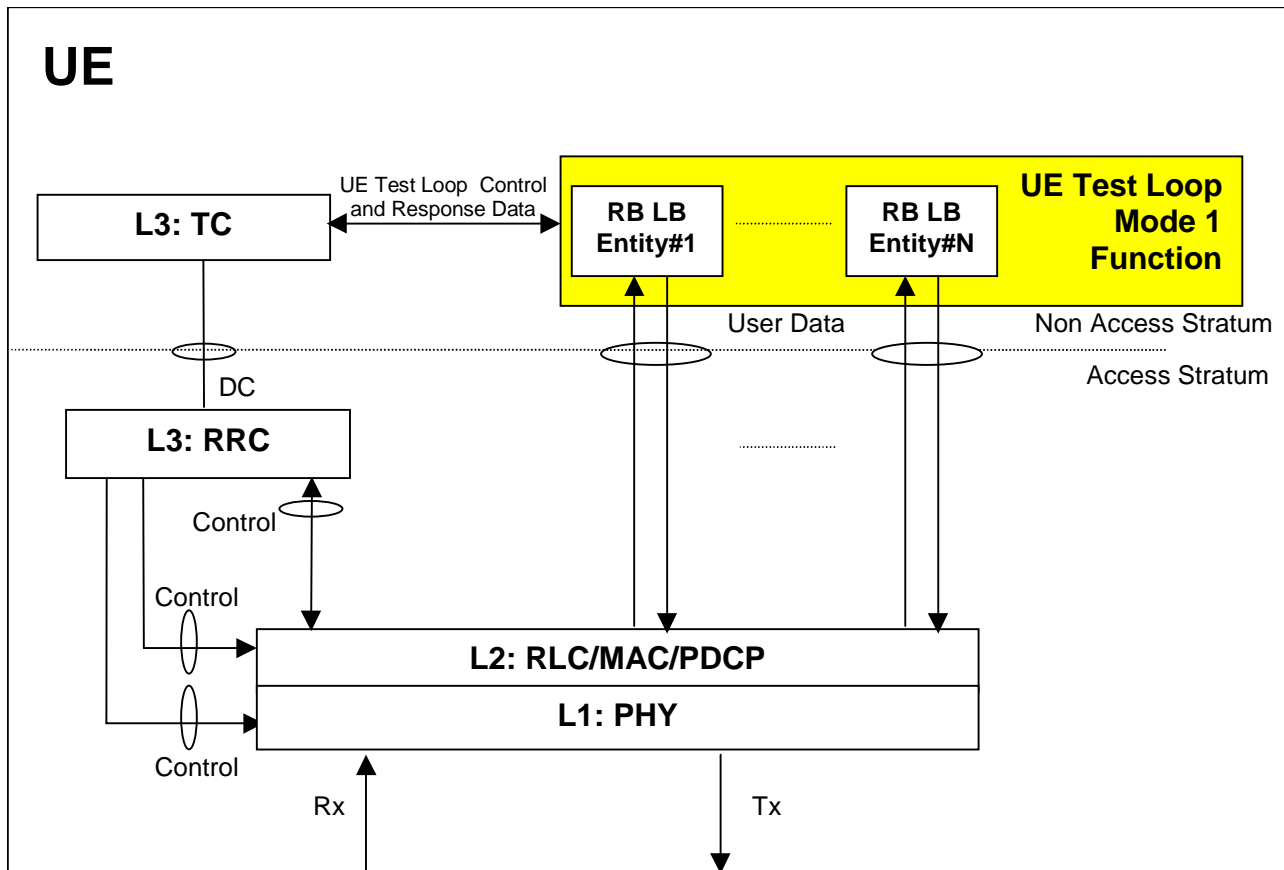 UE
UE Test Loop Control
and Response Data
L3: TC
RB LB
Entity#1
RB LB
Entity#N
UE Test Loop
Mode 1
Function
User Data
Non Access Stratum
Access Stratum
DC
L3: RRC
Control
Control
L2: RLC/MAC/PDCP
L1: PHY
Control
Rx
Tx